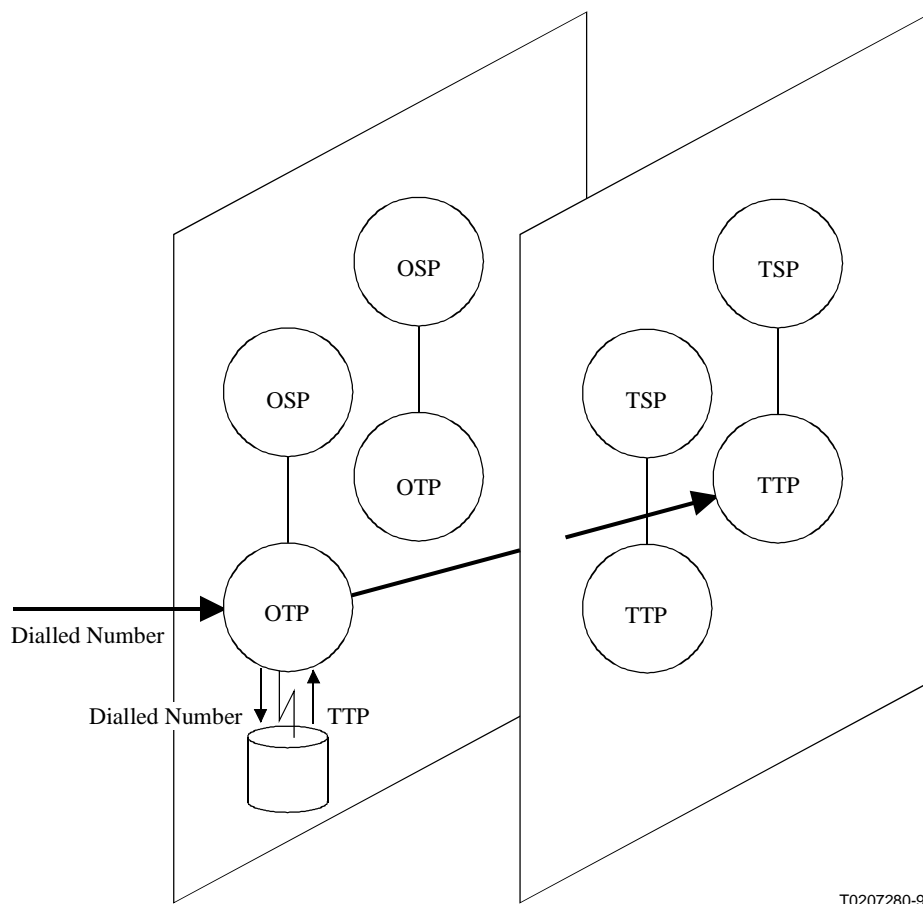 OSP
TSP
OSP
TSP
OTP
TTP
OTP
TTP
Dialled Number
Dialled Number
TTP
T0207280-9